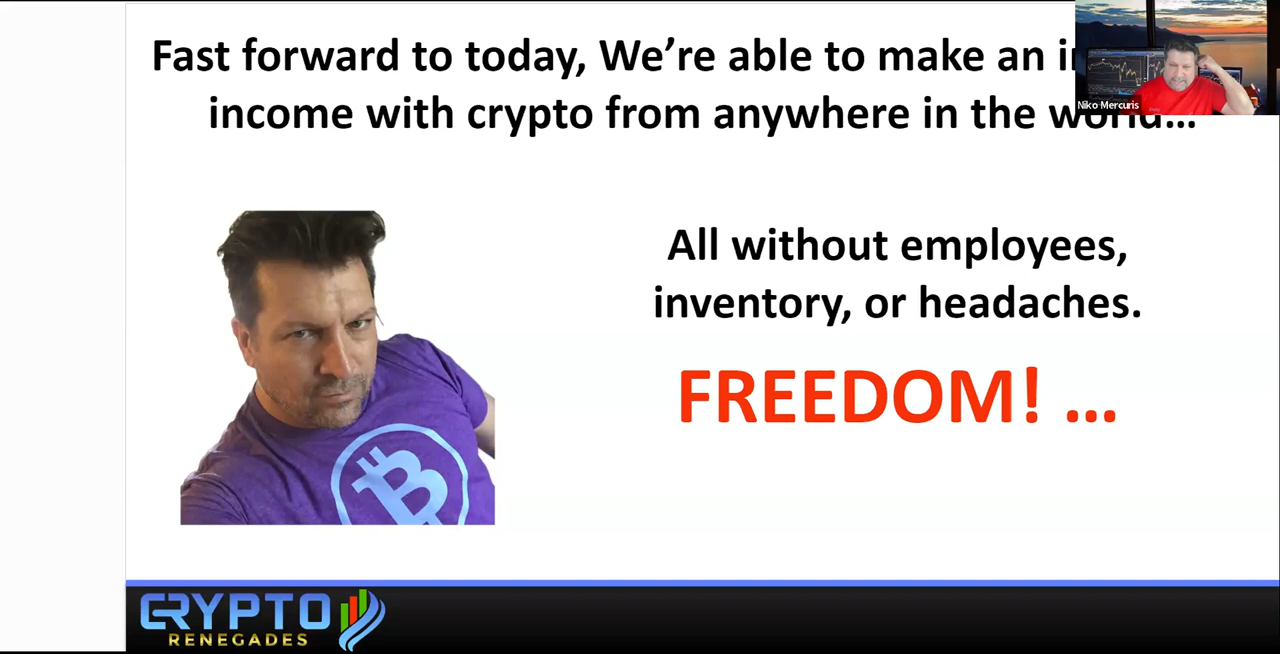 Fast forward to today, We’re able to make an
Niko Mercuris
income with crypto from anywhere in the world...
All without employees,
inventory, or headaches.
FREEDOM! ...
CRYPTO
RENEGADES